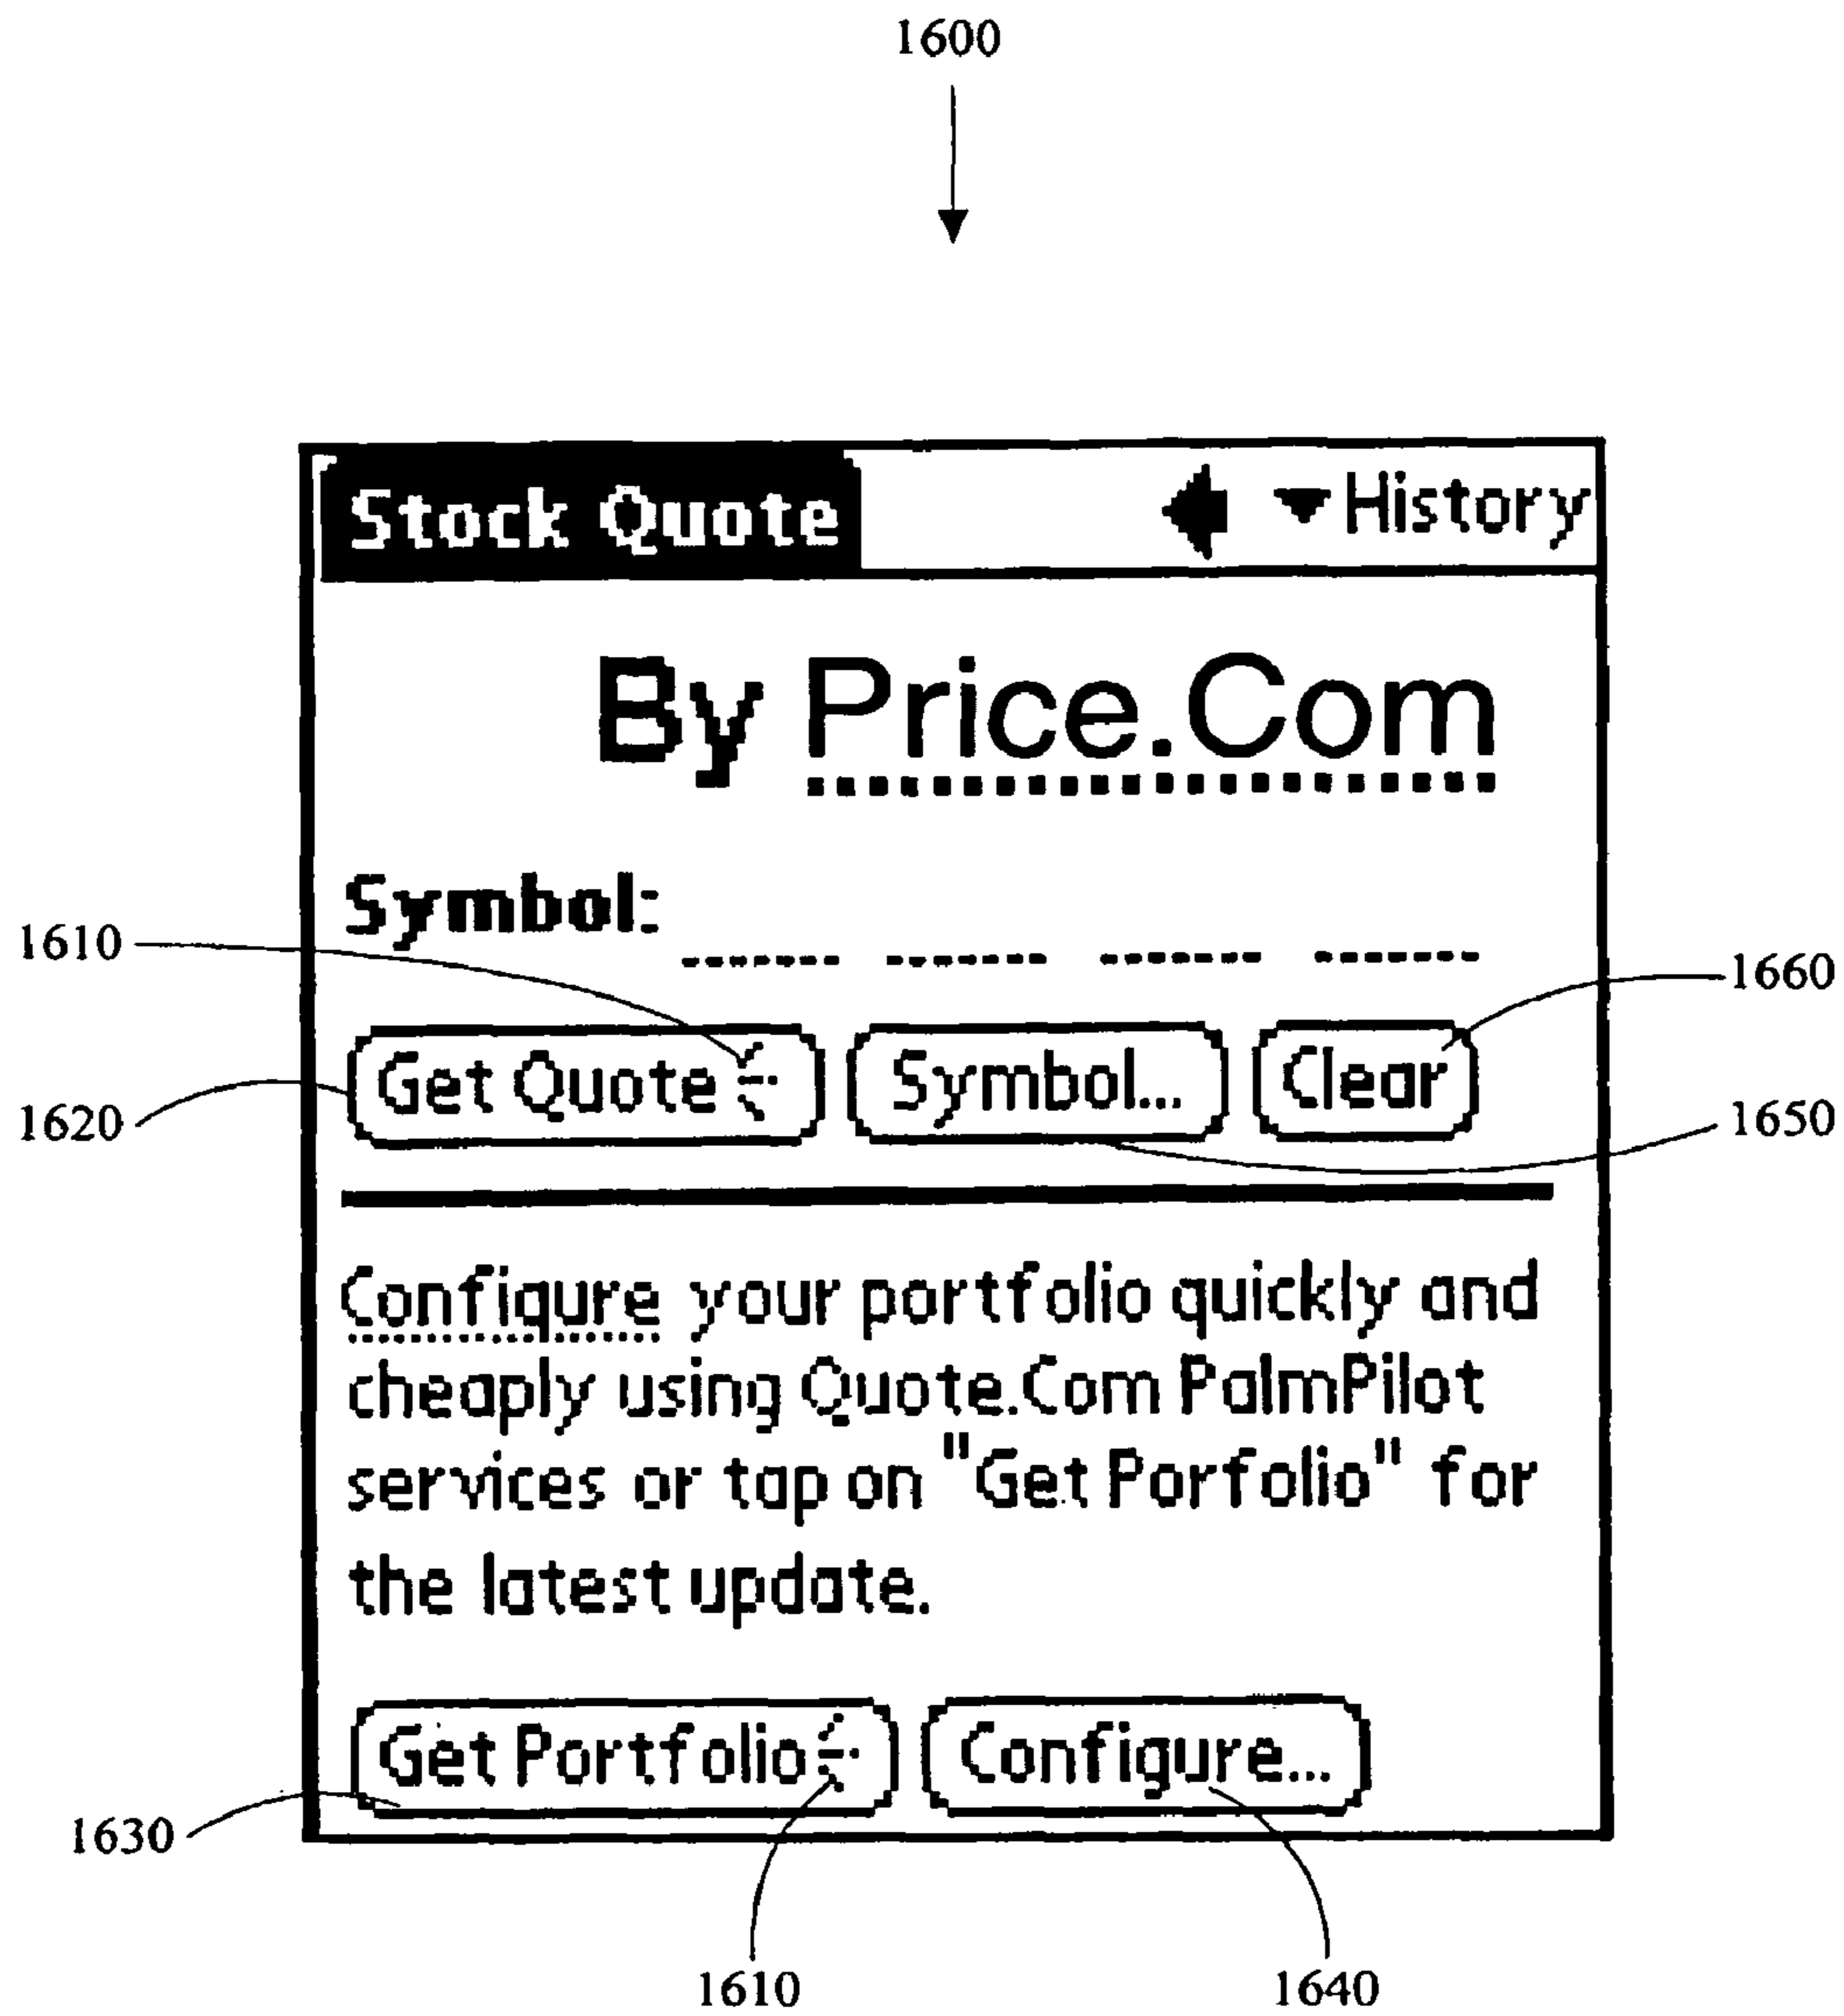 1600
Stock Quote History
By Price.Com
Symbol:
1610
1660
Get Quote Symbol... Clear
1620
1650
Configure your portfolio quickly and
cheaply using Quote.Com PalmPilot
services or tap on "Get Porfolio" for
the latest update.
Get Portfolio Configure...
1630
1610 1640